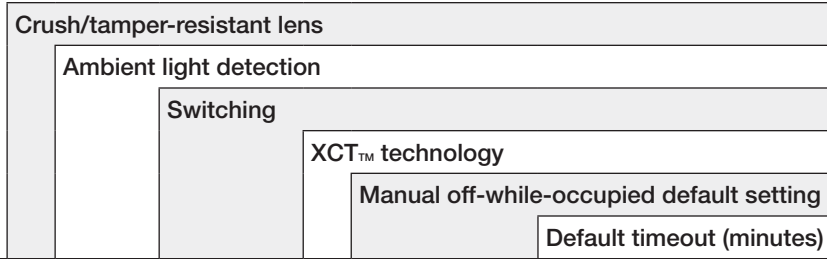 Crush/tamper-resistant lens
Ambient light detection
Switching
XCT™ technology
Manual off-while-occupied default setting
Default timeout (minutes)